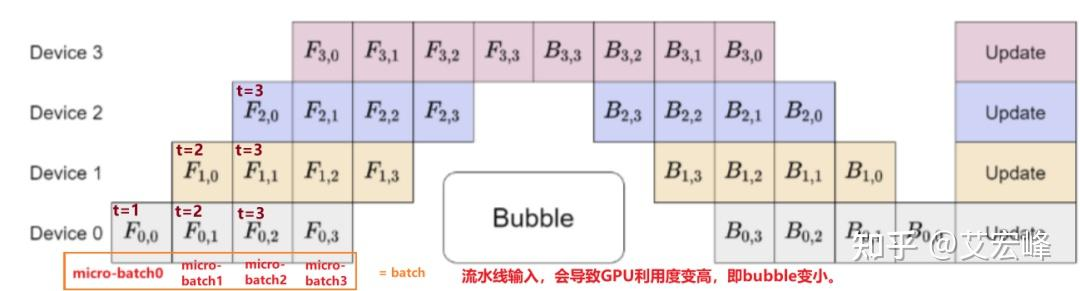 Device 3 F3,0 F3,1 F3,2 F3,3 B3,3 B3,2 B3,1 B3,0 Update
t=3
Device 2 F2,0 F2,1 F2,2 F2,3 B2,3 B2,2 B2,1 B2,0 Update
t=2 t=3
Device 1 F1,0 F1,1 F1,2 F1,3 B1,3 B1,2 B1,1 B1,0 Update
t=1 t=2 t=3
Device 0 F0,0 F0,1 F0,2 F0,3 Bubble B0,3 B0,2 B0,1 Update
知乎 @艾宏峰
micro-batch0 micro-batch1 micro-batch2 micro-batch3 = batch 流水线输入，会导致GPU利用度变高，即bubble变小。